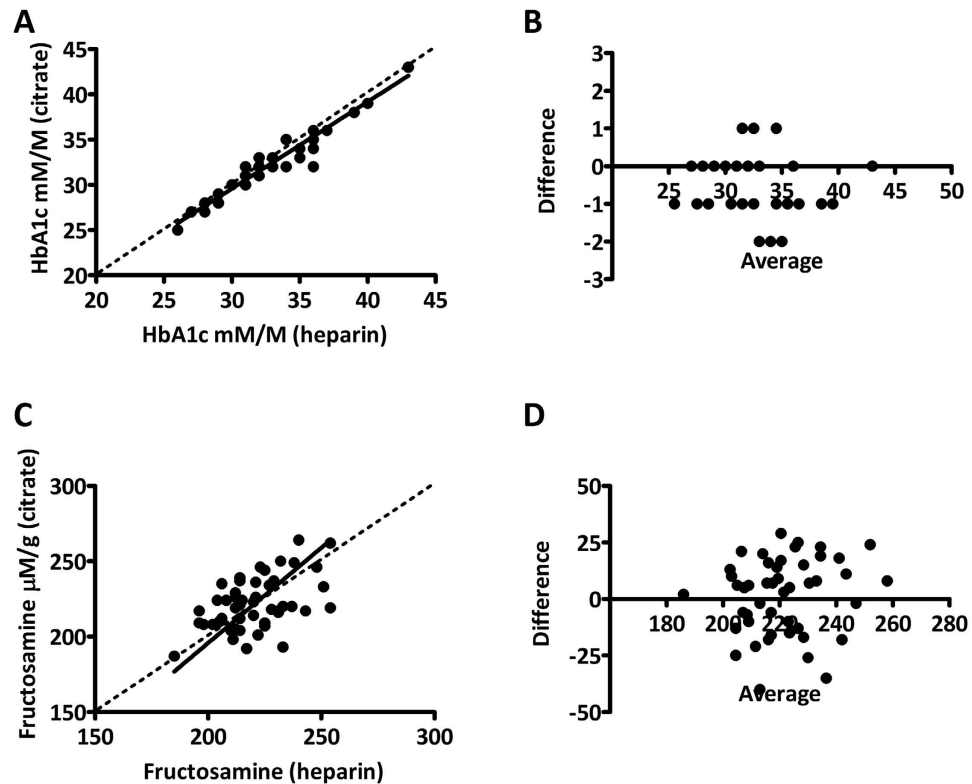 A
HbA1c mM/M (citrate)
45
40
35
30
25
20
20 25 30 35 40 45
HbA1c mM/M (heparin)
B
Difference
3
2
1
0
-1
-2
-3
25 30 35 40 45 50
Average
C
Fructosamine µM/g (citrate)
300
250
200
150
150 200 250 300
Fructosamine (heparin)
D
Difference
50
25
0
-25
-50
180 200 220 240 260 280
Average